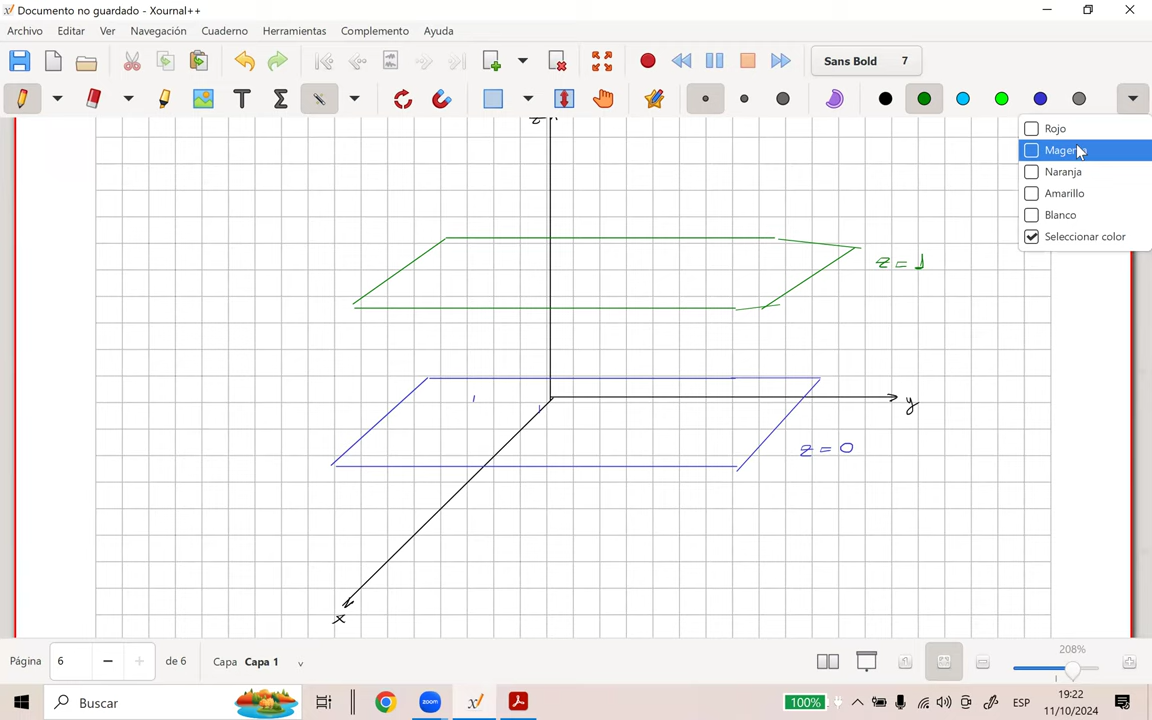 Documento no guardado - Xournal++
Archivo Editar Ver Navegación Cuaderno Herramientas Complemento Ayuda
Sans Bold 7
Rojo
Magenta
Naranja
Amarillo
Blanco
Seleccionar color
z
z = 1
y
z = 0
x
Página 6 de 6 Capa Capa 1
208%
Buscar
zoom
100%
ESP
19:22
11/10/2024